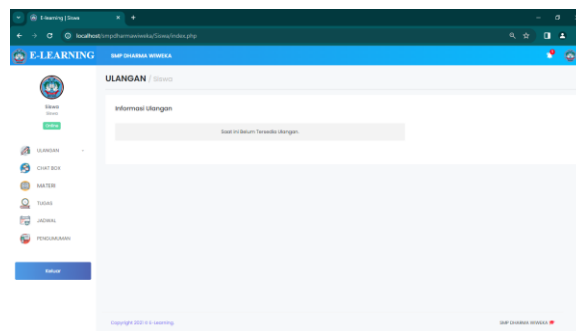 E-learning | Siswa
localhost/smpdharmawiweka/Siswa/index.php
E-LEARNING
SMP DHARMA WIWEKA
ULANGAN / Siswa
Siswa
Siswa
Online
Informasi Ulangan
Saat Ini Belum Tersedia Ulangan.
ULANGAN
CHAT BOX
MATERI
TUGAS
JADWAL
PENGUMUMAN
Keluar
Copyright 2021 © E-Learning.
SMP DHARMA WIWEKA